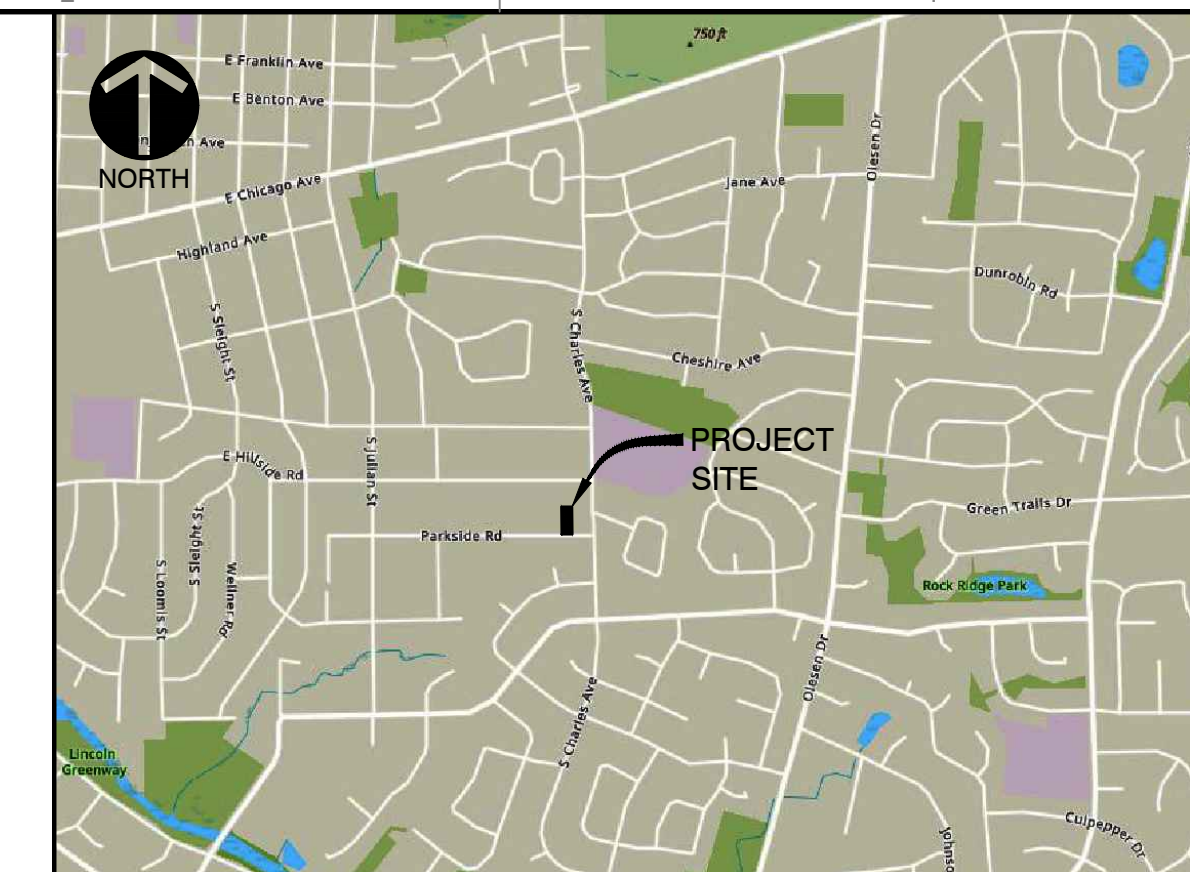 750 ft
E Franklin Ave
E Benton Ave
Ave
NORTH
E Chicago Ave
Highland Ave
Jane Ave
Olesen Dr
Dunrobin Rd
S Sleight St
S Charles Ave
Cheshire Ave
PROJECT
SITE
E Hillside Rd
S Julian St
Green Trails Dr
Parkside Rd
S Sleight St
S Loomis St
Wellner Rd
Rock Ridge Park
Olesen Dr
S Charles Ave
Lincoln
Greenway
Culpepper Dr
Johnso